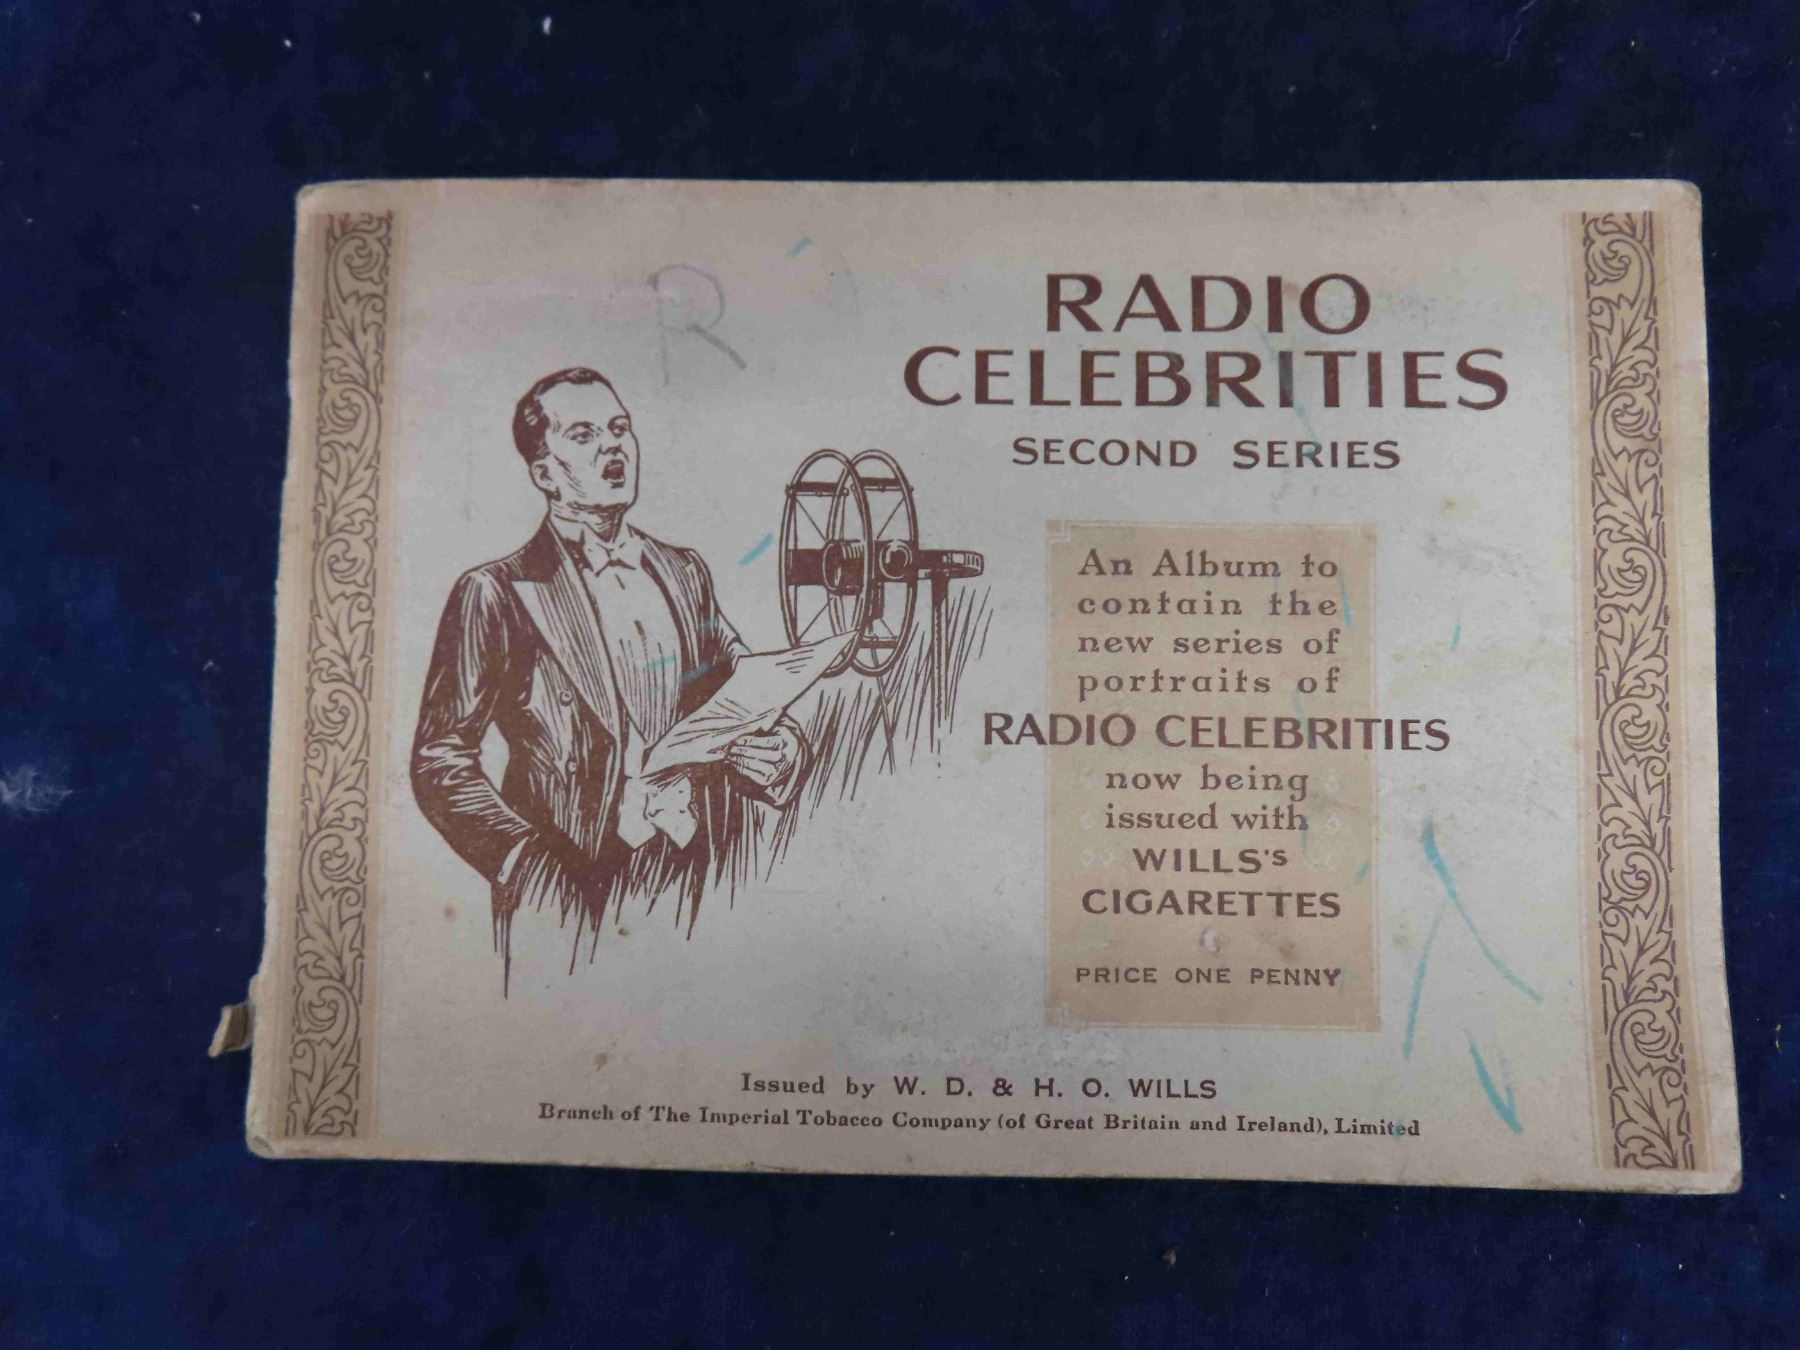 R
RADIO
CELEBRITIES
SECOND SERIES
An Album to
contain the
new series of
portraits of
RADIO CELEBRITIES
now being
issued with
WILLS's
CIGARETTES
PRICE ONE PENNY
Issued by W. D. & H. O. WILLS
Branch of The Imperial Tobacco Company (of Great Britain and Ireland), Limited